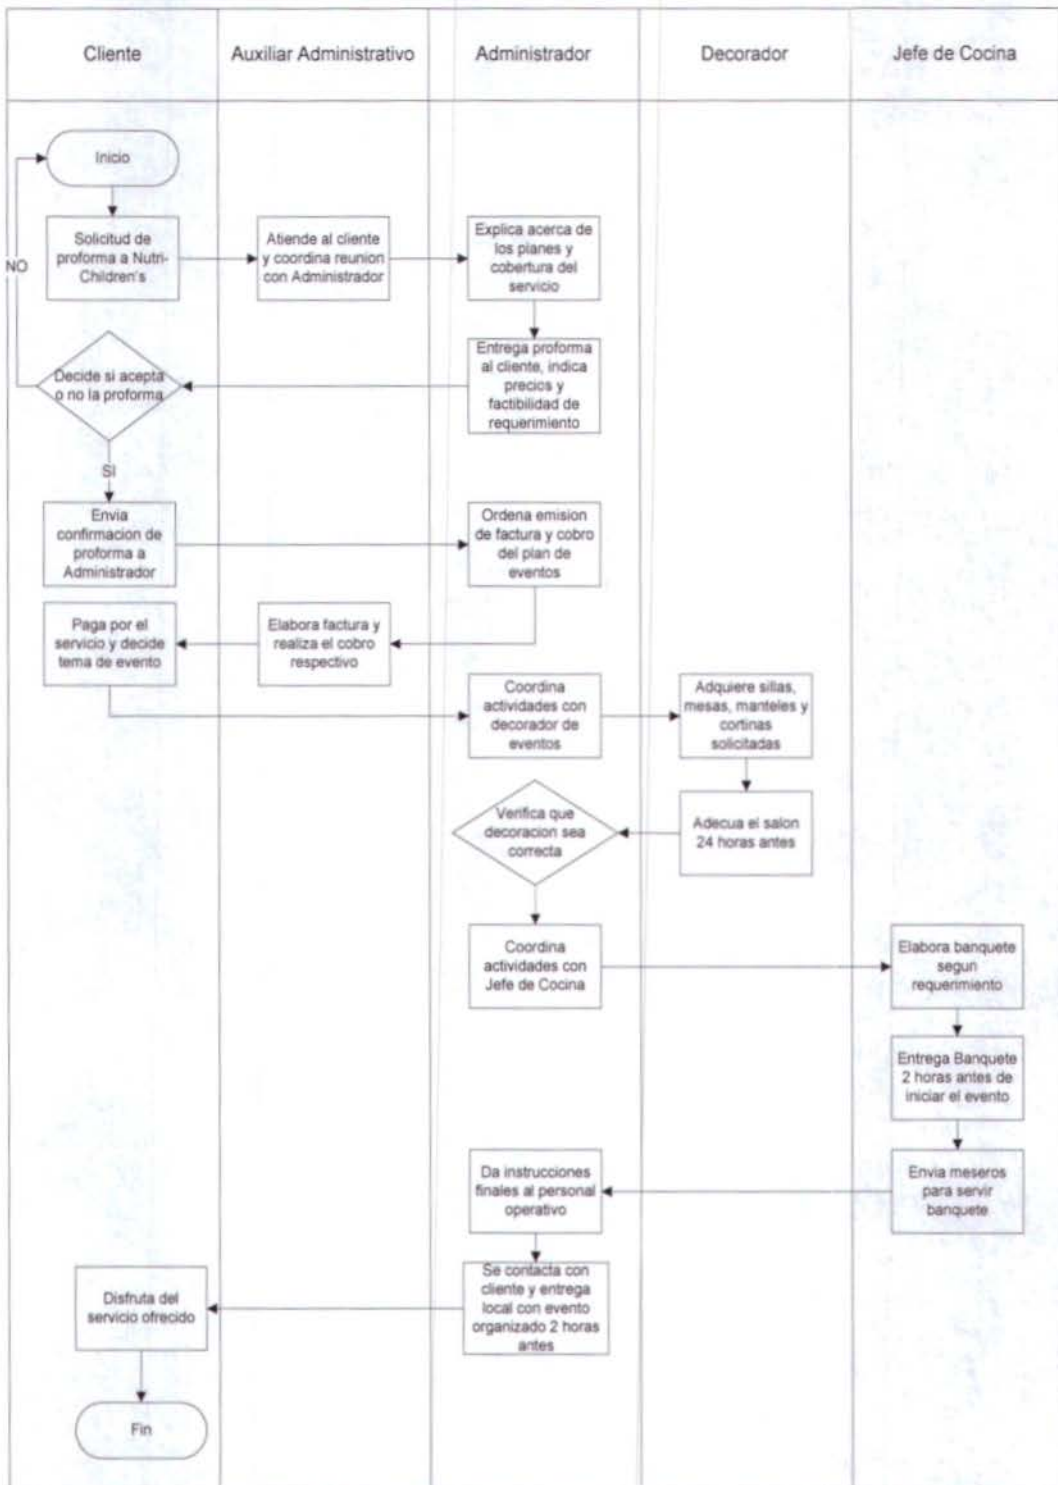 Cliente
Auxiliar Administrativo
Administrador
Decorador
Jefe de Cocina
Inicio
Solicitud de
proforma a Nutri-
Children's
Atiende al cliente
y coordina reunion
con Administrador
Explica acerca de
los planes y
cobertura del
servicio
NO
Entrega proforma
al cliente, indica
precios y
factibilidad de
requerimiento
Decide si acepta
o no la proforma
SI
Envia
confirmacion de
proforma a
Administrador
Ordena emision
de factura y cobro
del plan de
eventos
Elabora factura y
realiza el cobro
respectivo
Paga por el
servicio y decide
tema de evento
Coordina
actividades con
decorador de
eventos
Adquiere sillas,
mesas, manteles y
cortinas
solicitadas
Adecua el salon
24 horas antes
Verifica que
decoracion sea
correcta
Coordina
actividades con
Jefe de Cocina
Elabora banquete
segun
requerimiento
Entrega Banquete
2 horas antes de
iniciar el evento
Envia meseros
para servir
banquete
Da instrucciones
finales al personal
operativo
Se contacta con
cliente y entrega
local con evento
organizado 2 horas
antes
Disfruta del
servicio ofrecido
Fin